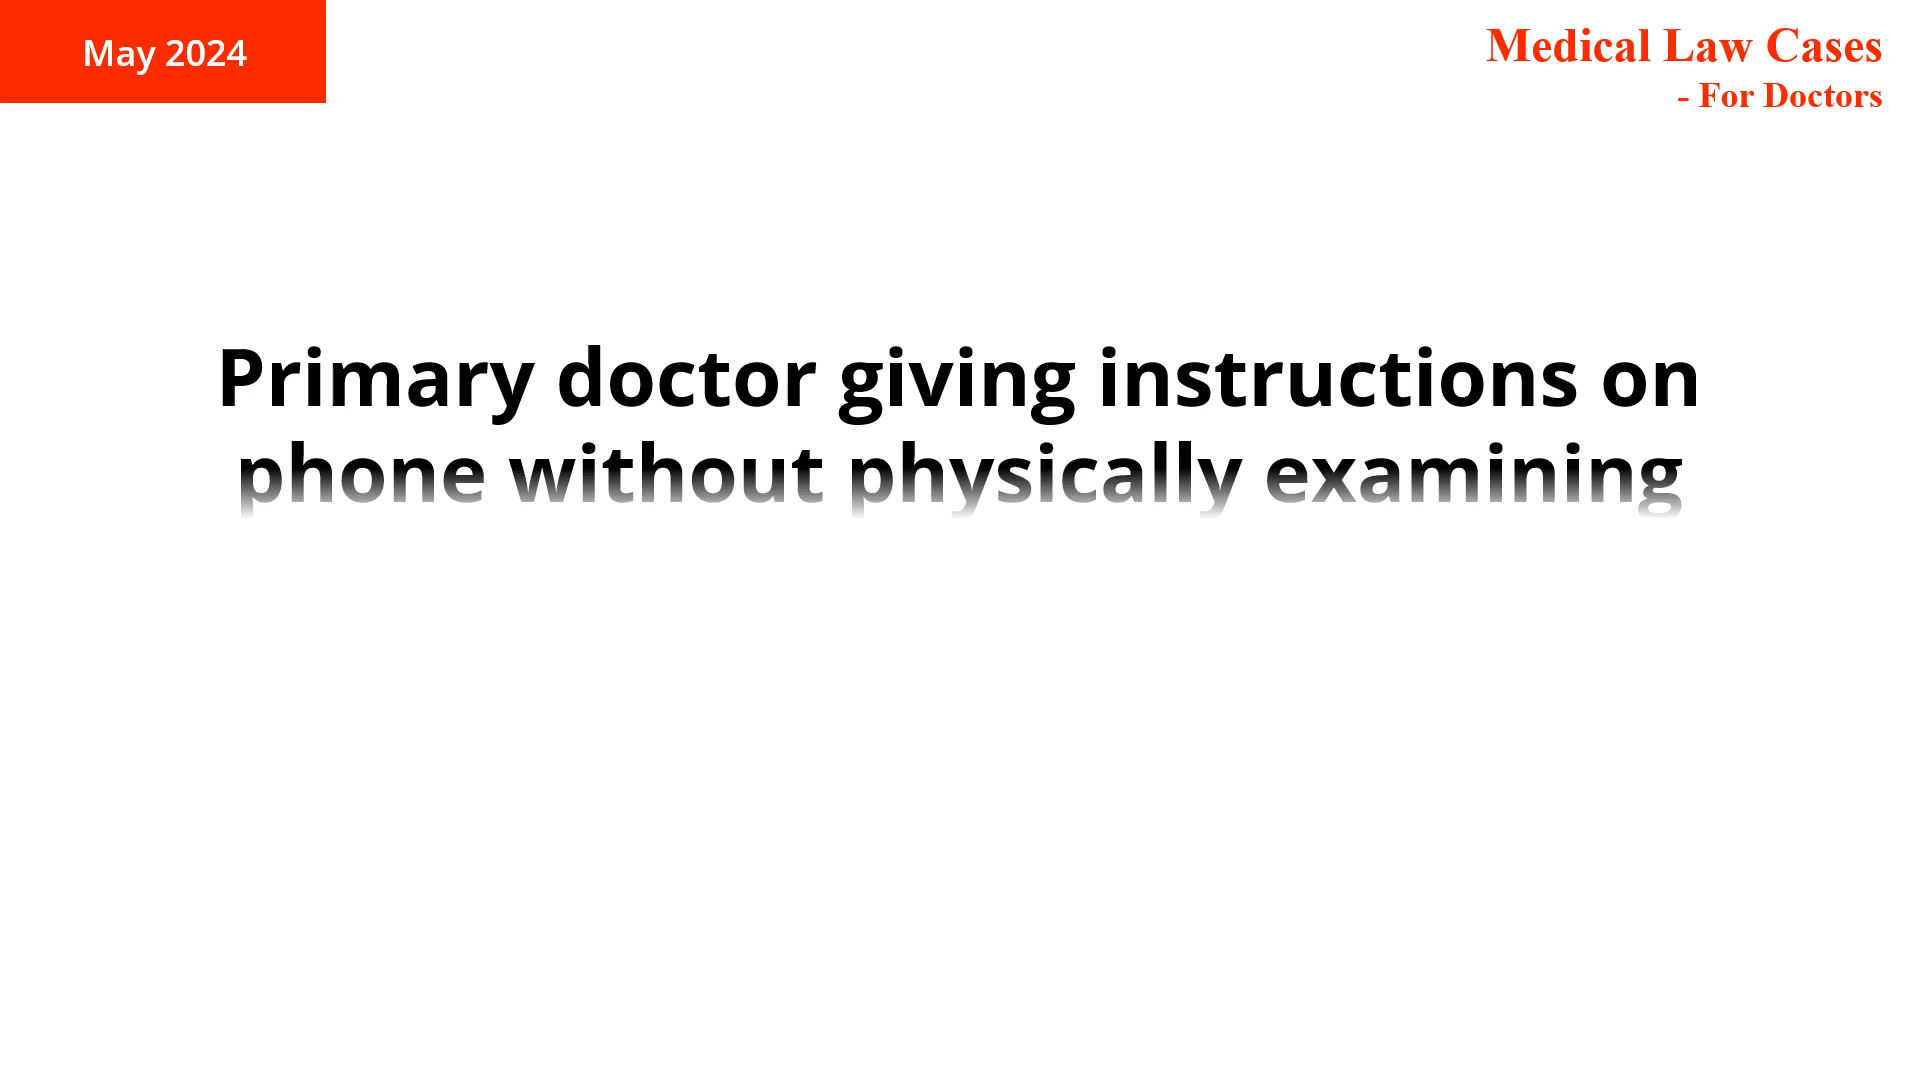 May 2024
Medical Law Cases
- For Doctors
Primary doctor giving instructions on
phone without physically examining